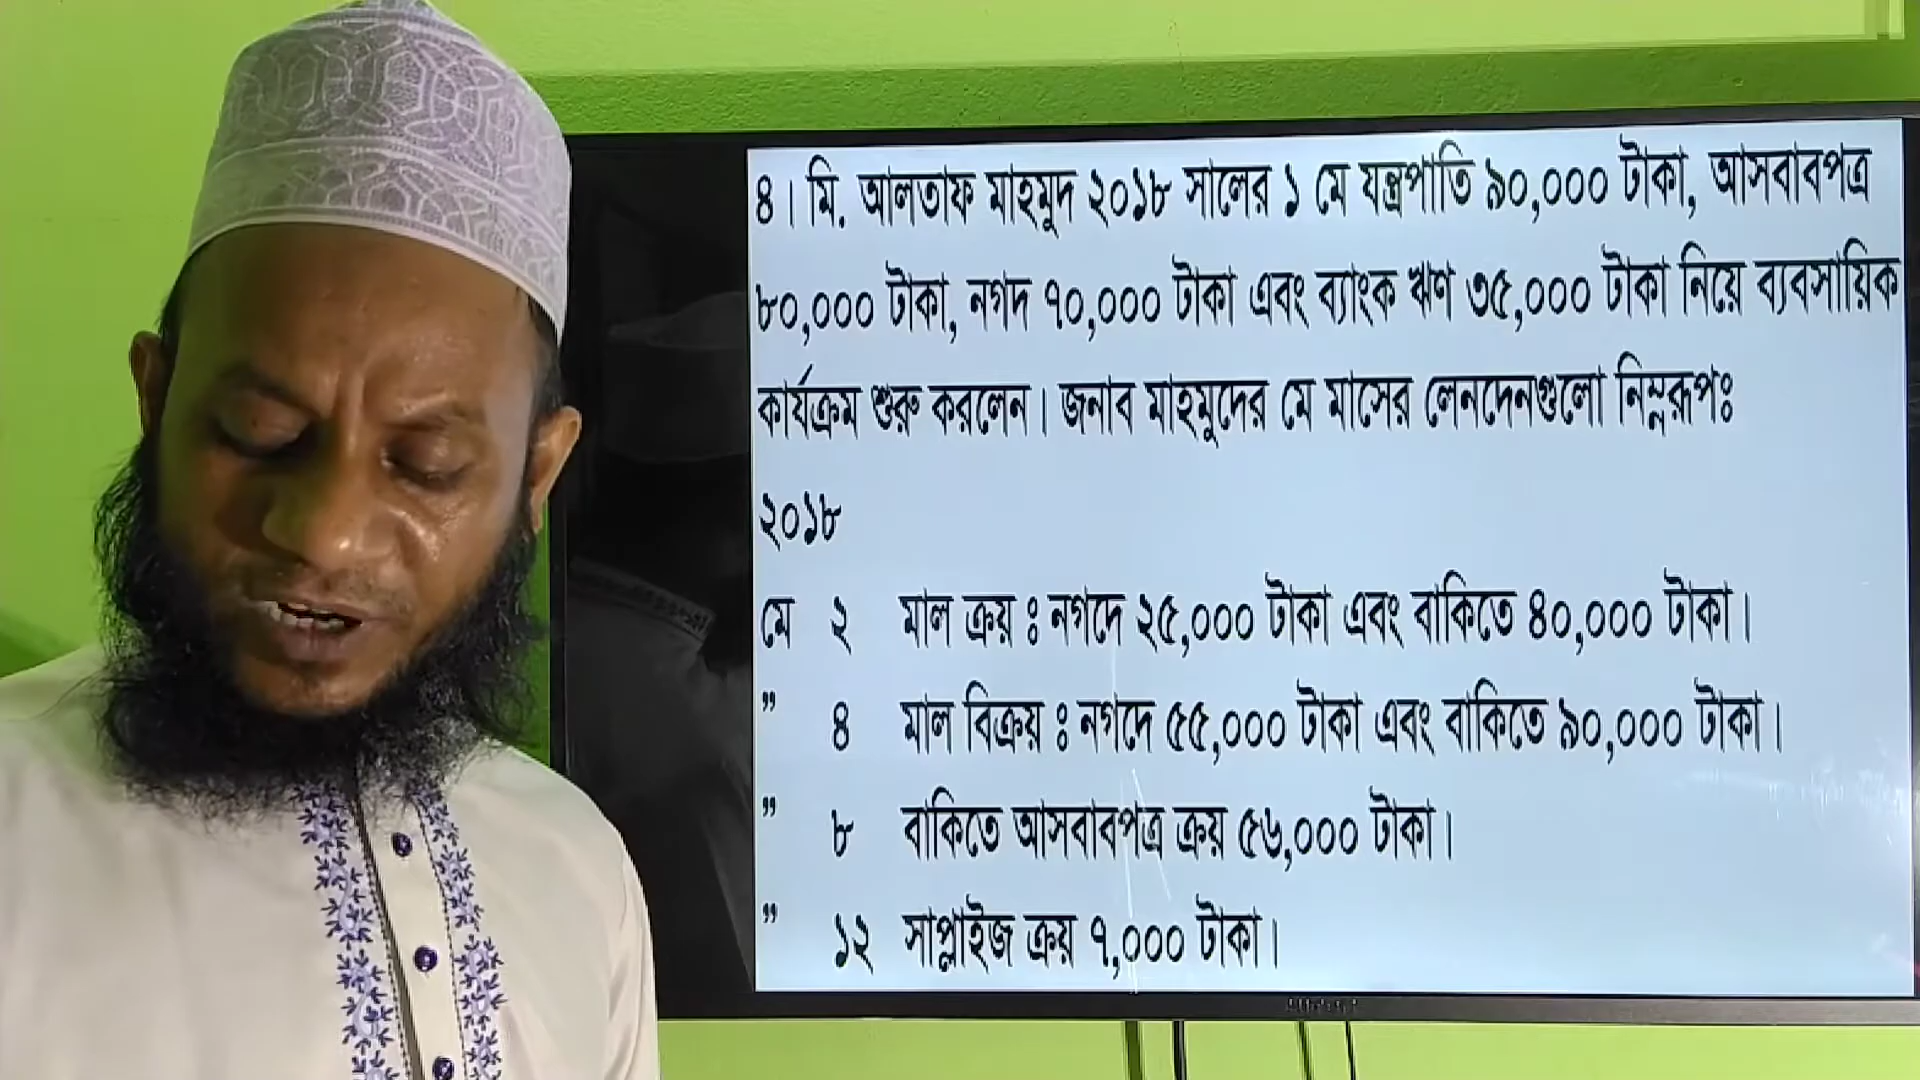 ৪। মি. আলতাফ মাহমুদ ২০১৮ সালের ১ মে যন্ত্রপাতি ৯০,০০০ টাকা, আসবাবপত্র
৮০,০০০ টাকা, নগদ ৭০,০০০ টাকা এবং ব্যাংক ঋণ ৩৫,০০০ টাকা নিয়ে ব্যবসায়িক
কার্যক্রম শুরু করলেন। জনাব মাহমুদের মে মাসের লেনদেনগুলো নিম্নরূপঃ
২০১৮
মে ২ মাল ক্রয় ঃ নগদে ২৫,০০০ টাকা এবং বাকিতে ৪০,০০০ টাকা।
” ৪ মাল বিক্রয় ঃ নগদে ৫৫,০০০ টাকা এবং বাকিতে ৯০,০০০ টাকা।
” ৮ বাকিতে আসবাবপত্র ক্রয় ৫৬,০০০ টাকা।
” ১২ সাপ্লাইজ ক্রয় ৭,০০০ টাকা।